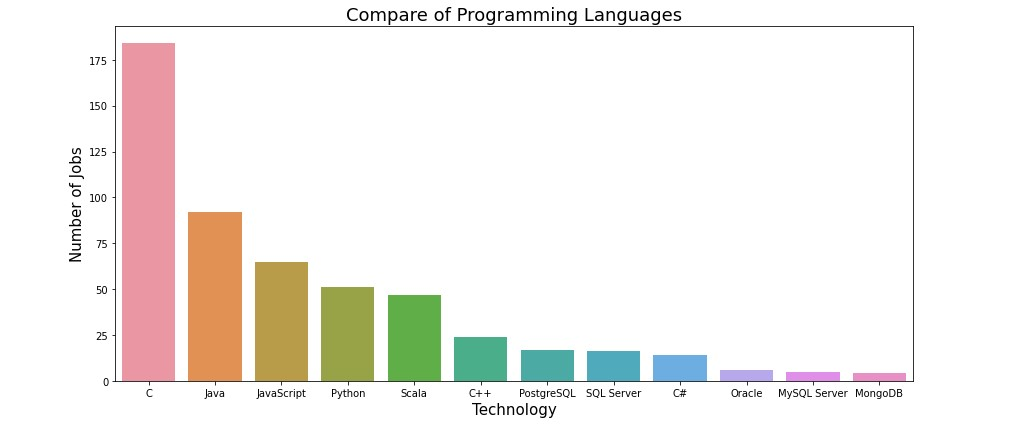 Compare of Programming Languages
Number of Jobs
175
150
125
100
75
50
25
0
C Java JavaScript Python Scala C++ PostgreSQL SQL Server C# Oracle MySQL Server MongoDB
Technology